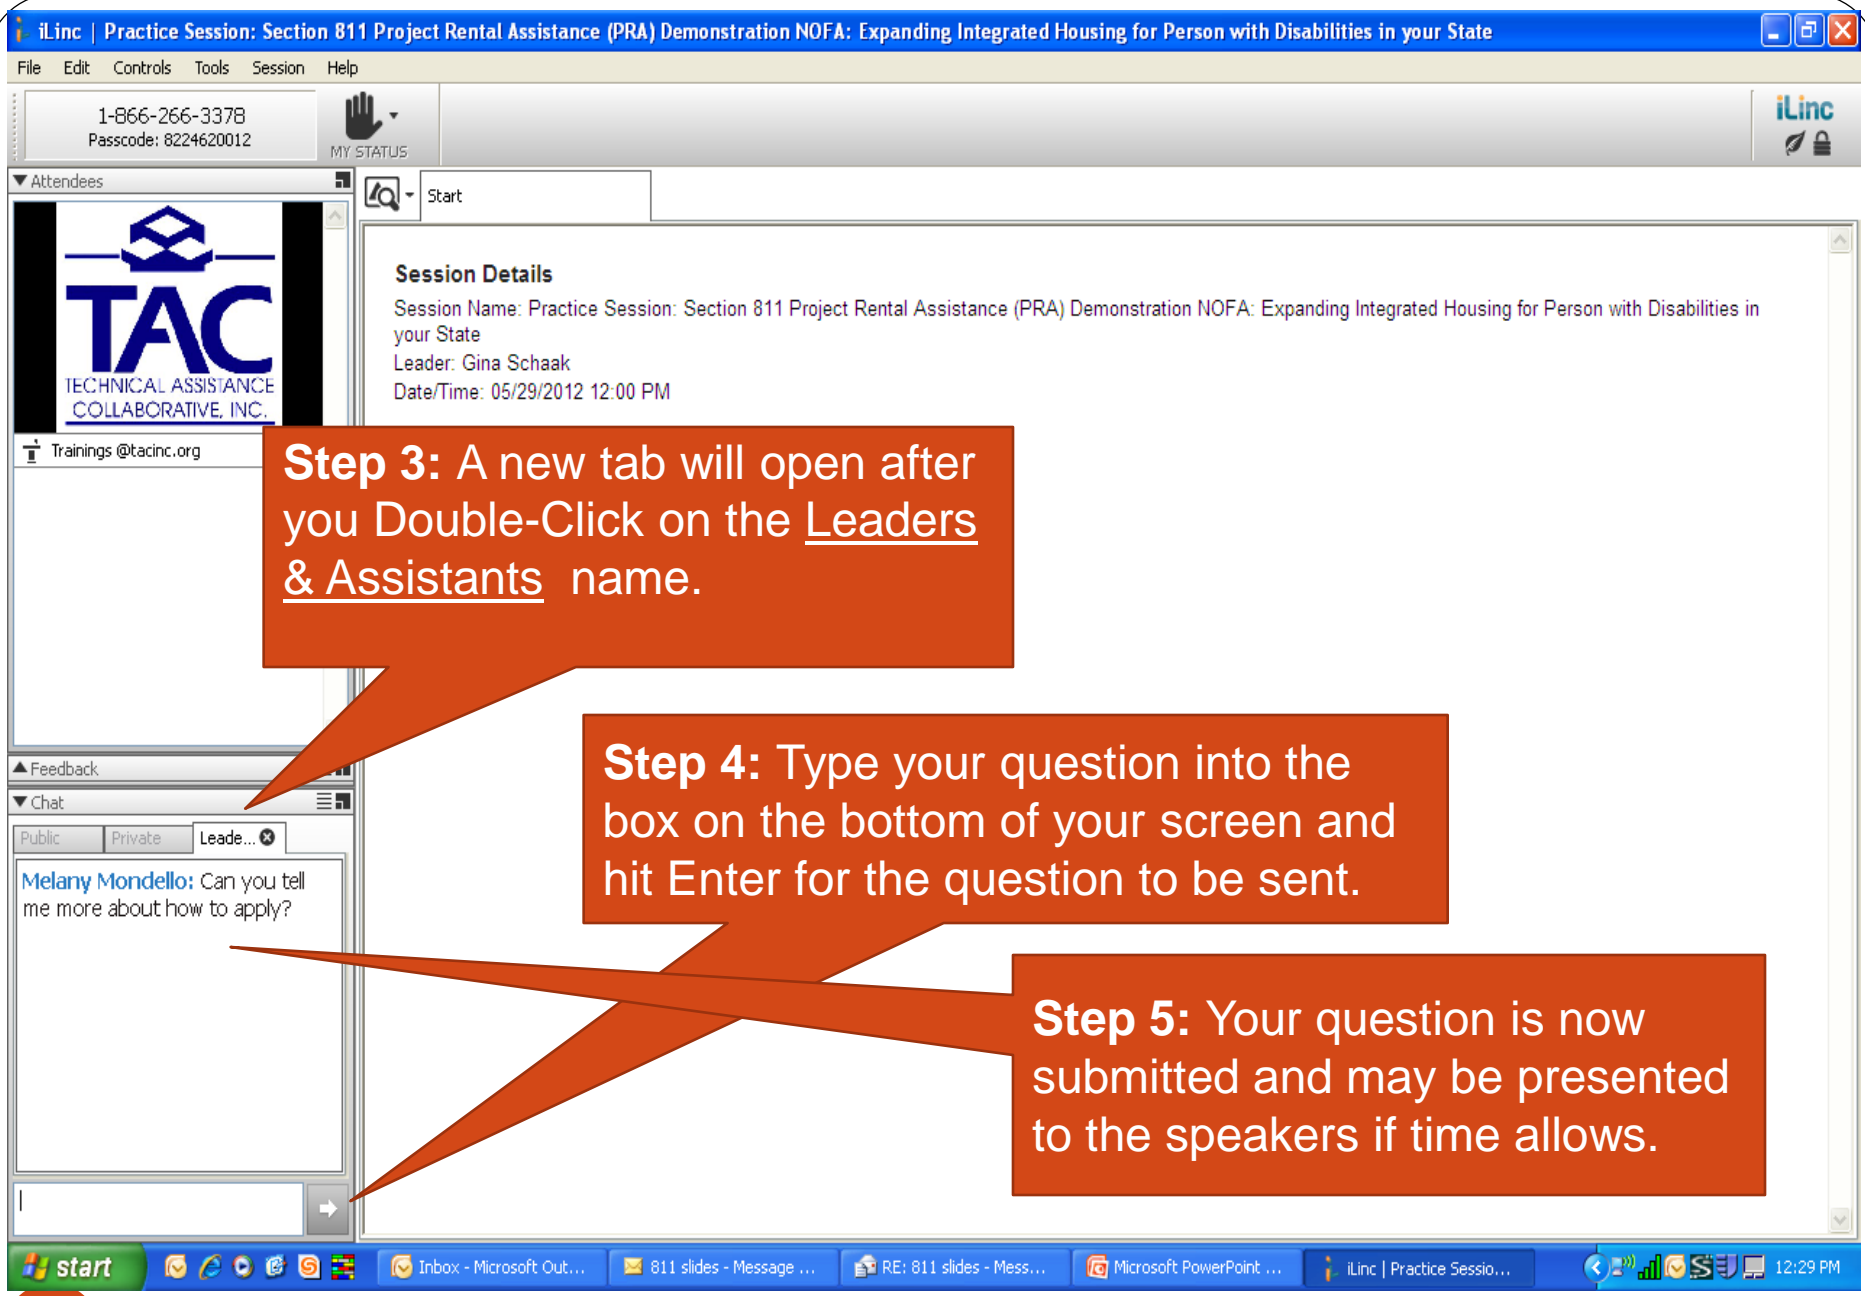 iLinc | Practice Session: Section 811 Project Rental Assistance (PRA) Demonstration NOFA: Expanding Integrated Housing for Person with Disabilities in your State
File Edit Controls Tools Session Help
1-866-266-3378
Passcode: 8224620012
MY STATUS
iLinc
Attendees
Start
TAC
TECHNICAL ASSISTANCE
COLLABORATIVE, INC.
Trainings @tacinc.org
Session Details
Session Name: Practice Session: Section 811 Project Rental Assistance (PRA) Demonstration NOFA: Expanding Integrated Housing for Person with Disabilities in
your State
Leader: Gina Schaak
Date/Time: 05/29/2012 12:00 PM
Step 3: A new tab will open after
you Double-Click on the Leaders
& Assistants name.
Step 4: Type your question into the
box on the bottom of your screen and
hit Enter for the question to be sent.
Feedback
Chat
Public Private Leade...
Melany Mondello: Can you tell
me more about how to apply?
Step 5: Your question is now
submitted and may be presented
to the speakers if time allows.
start
Inbox - Microsoft Out...
811 slides - Message ...
RE: 811 slides - Mess...
Microsoft PowerPoint ...
iLinc | Practice Sessio...
12:29 PM